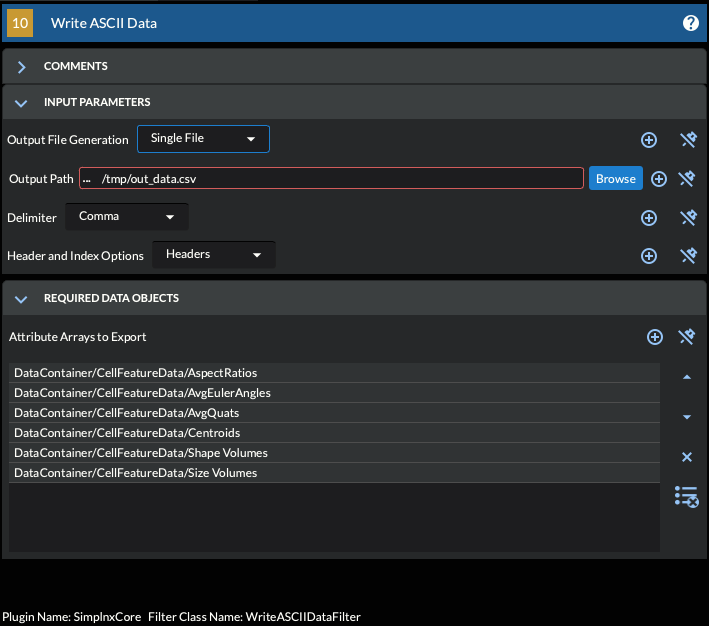 10 Write ASCII Data ?
COMMENTS
INPUT PARAMETERS
Output File Generation Single File
Output Path ... /tmp/out_data.csv Browse
Delimiter Comma
Header and Index Options Headers
REQUIRED DATA OBJECTS
Attribute Arrays to Export
DataContainer/CellFeatureData/AspectRatios
DataContainer/CellFeatureData/AvgEulerAngles
DataContainer/CellFeatureData/AvgQuats
DataContainer/CellFeatureData/Centroids
DataContainer/CellFeatureData/Shape Volumes
DataContainer/CellFeatureData/Size Volumes
Plugin Name: SimplnxCore Filter Class Name: WriteASCIIDataFilter